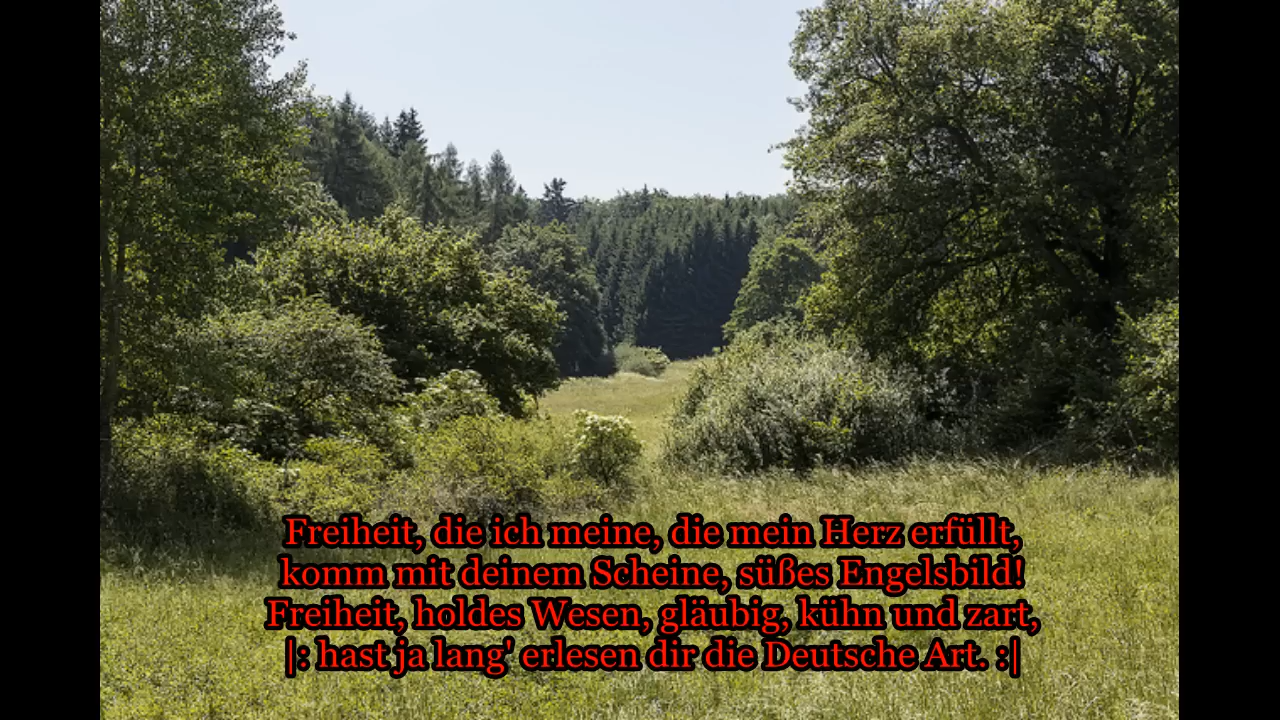 Freiheit, die ich meine, die mein Herz erfüllt,
komm mit deinem Scheine, süßes Engelsbild!
Freiheit, holdes Wesen, gläubig, kühn und zart,
|: hast ja lang' erlesen dir die Deutsche Art. :|